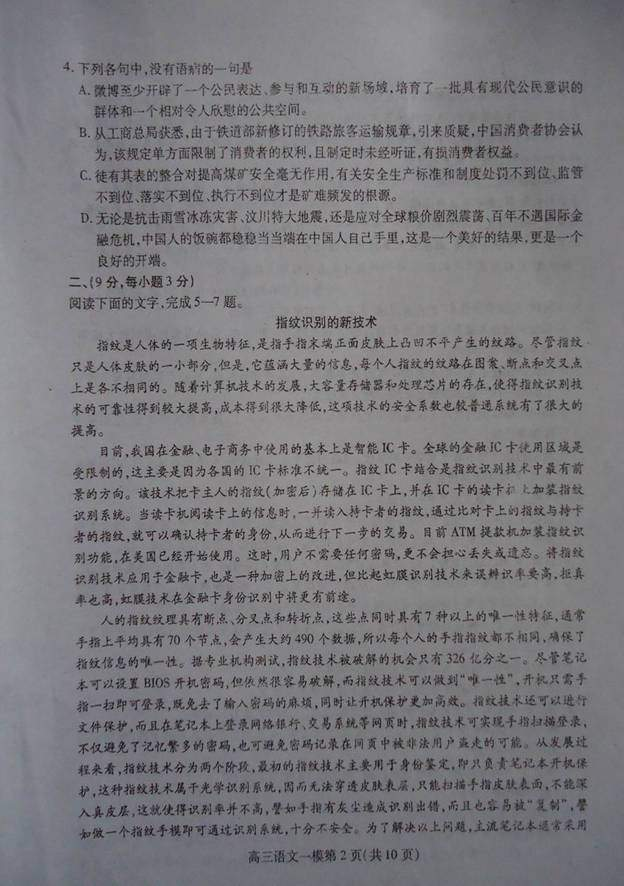 4. 下列各句中,没有语病的一句是
A. 微博至少开辟了一个公民表达、参与和互动的新场域,培育了一批具有现代公民意识的
群体和一个相对令人欣慰的公共空间。
B. 从工商总局获悉,由于铁道部新修订的铁路旅客运输规章,引来质疑,中国消费者协会认
为,该规定单方面限制了消费者的权利,且制定时未经听证,有损消费者权益。
C. 徒有其表的整合对提高煤矿安全毫无作用,有关安全生产标准和制度处罚不到位、监管
不到位、落实不到位、执行不到位才是矿难频发的根源。
D. 无论是抗击雨雪冰冻灾害、汶川特大地震,还是应对全球粮价剧烈震荡、百年不遇国际金
融危机,中国人的饭碗都稳稳当当端在中国人自己手里,这是一个美好的结果,更是一个
良好的开端。
二、(9分,每小题3分)
阅读下面的文字,完成5—7题。
指纹识别的新技术
指纹是人体的一项生物特征,是指手指末端正面皮肤上凸凹不平产生的纹路。尽管指纹
只是人体皮肤的一小部分,但是,它蕴涵大量的信息,每个人指纹的纹路在图案、断点和交叉点
上是各不相同的。随着计算机技术的发展,大容量存储器和处理芯片的存在,使得指纹识别技
术的可靠性得到较大提高,成本得到很大降低,这项技术的安全系数也较普通系统有了很大的
提高。
目前,我国在金融、电子商务中使用的基本上是智能IC卡。全球的金融IC卡使用区域是
受限制的,这主要是因为各国的IC卡标准不统一。指纹IC卡结合是指纹识别技术中最有前
景的方向。该技术把卡主人的指纹(加密后)存储在IC卡上,并在IC卡的读卡机上加装指纹
识别系统。当读卡机阅读卡上的信息时,一并读入持卡者的指纹,通过比对卡上的指纹与持卡
者的指纹,就可以确认持卡者的身份,从而进行下一步的交易。目前ATM提款机加装指纹识
别功能,在美国已经开始使用。这时,用户不需要任何密码,更不会担心丢失或遗忘。将指纹
识别技术应用于金融卡,也是一种加密上的改进,但比起虹膜识别技术来误辨识率要高,拒真
率也高,虹膜技术在金融卡身份识别中将更有前途。
人的指纹纹理具有断点、分叉点和转折点,这些点同时具有7种以上的唯一性特征,通常
手指上平均具有70个节点,会产生大约490个数据,所以每个人的手指指纹都不相同,确保了
指纹信息的唯一性。据专业机构测试,指纹技术被破解的机会只有326亿分之一。尽管笔记
本可以设置BIOS开机密码,但依然很容易破解,而指纹技术可以做到“唯一性”,开机只需手
指一扫即可登录,既免去了输入密码的麻烦,同时让开机保护更加高效。指纹技术还可以进行
文件保护,而且在笔记本上登录网络银行、交易系统等网页时,指纹技术可实现手指扫描登录,
不仅避免了记忆繁多的密码,也可避免密码记录在网页中被非法用户盗走的可能。从发展过
程来看,指纹技术分为两个阶段,最初的指纹技术主要用于身份鉴定,即只负责笔记本开机保
护,这种指纹技术属于光学识别系统,因而无法穿透皮肤表层,只能扫描手指皮肤表面,不能深
入真皮层,这就使得识别率并不高,譬如手指有灰尘造成识别出错,而且也容易被“复制”,譬
如做一个指纹手模即可通过识别系统,十分不安全。为了解决以上问题,主流笔记本通常采用
高三语文一模第2页(共10页)